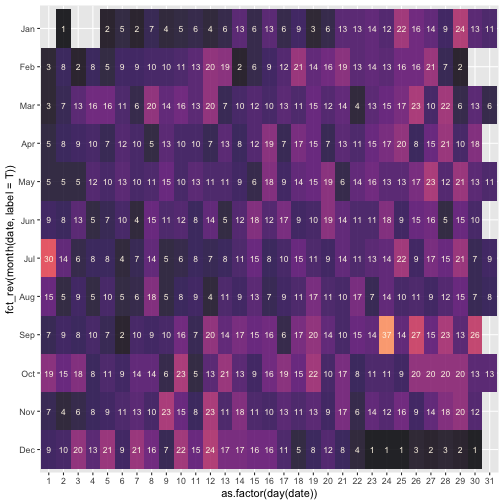 Jan 1 2 5 2 7 4 5 6 4 6 13 6 13 6 9 3 6 13 13 14 12 22 16 14 9 29 13 11
Feb 3 8 2 8 5 9 9 10 10 11 13 20 19 2 6 9 12 21 14 16 19 13 14 13 16 16 21 7 2
Mar 3 7 13 16 16 11 6 20 14 16 13 20 7 10 12 10 13 11 15 12 14 4 13 15 17 23 10 22 6 13 6
Apr 5 8 9 10 7 12 10 5 13 10 10 7 13 8 12 19 7 17 15 7 13 11 15 17 20 8 15 21 10 18
May 5 5 5 12 10 13 10 11 15 10 13 11 11 9 6 18 9 14 15 19 6 14 16 13 13 17 23 12 21 13 11
Jun 9 8 13 5 7 10 4 15 11 12 8 14 5 12 18 12 17 9 10 19 14 11 11 18 9 15 16 5 15 10
Jul 30 14 6 8 8 4 7 14 5 6 8 7 8 11 15 8 10 15 11 9 14 11 13 14 22 9 17 15 21 7 9
Aug 15 5 9 5 10 5 6 18 5 8 9 4 11 9 13 7 9 11 17 11 10 17 7 14 10 11 9 12 15 7 8
Sep 7 9 8 10 7 2 10 9 10 16 7 20 14 17 15 16 6 17 20 14 10 15 14 37 14 27 15 23 13 26
Oct 19 15 18 8 11 9 14 14 6 23 5 13 21 13 9 16 19 15 22 10 17 8 11 11 9 20 20 20 20 13 13
Nov 7 4 6 8 9 11 13 10 23 15 8 23 11 18 11 10 13 11 13 9 17 6 14 12 16 9 14 18 20 12
Dec 9 10 20 13 21 9 21 16 7 22 15 24 17 17 16 16 11 5 8 12 8 4 1 1 1 3 2 3 2 1
1 2 3 4 5 6 7 8 9 10 11 12 13 14 15 16 17 18 19 20 21 22 23 24 25 26 27 28 29 30 31
as.factor(day(date))
fct_rev(month(date, label = T))